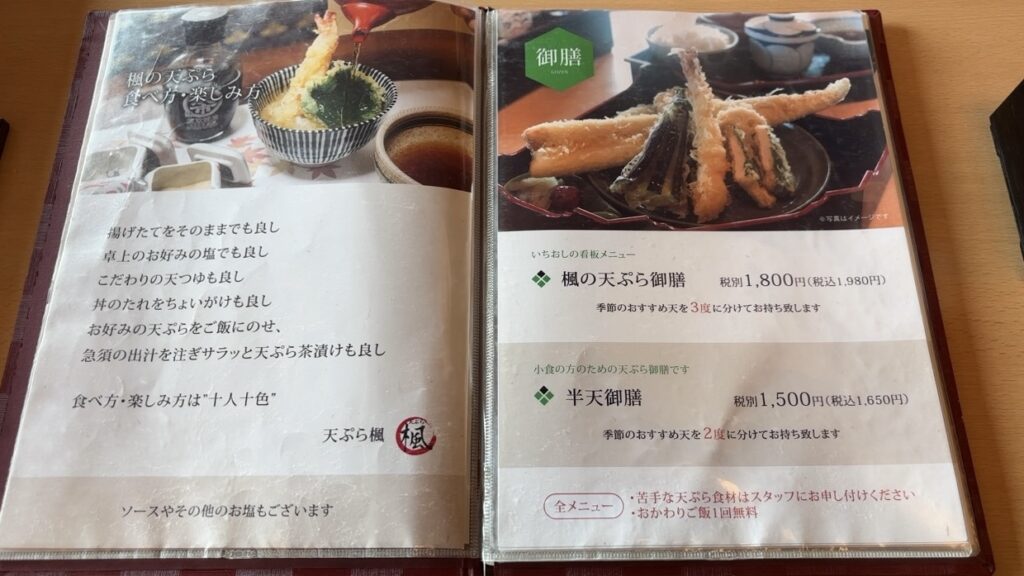 楓の天ぷら
食べ方・楽しみ方
揚げたてをそのままでも良し
卓上のお好みの塩でも良し
こだわりの天つゆも良し
丼のたれをちょいがけも良し
お好みの天ぷらをご飯にのせ、
急須の出汁を注ぎサラッと天ぷら茶漬けも良し
食べ方・楽しみ方は"十人十色"
天ぷら楓
天ぷら
楓
ソースやその他のお塩もございます
御膳
GOZEN
※写真はイメージです
いちおしの看板メニュー
楓の天ぷら御膳 税別1,800円(税込1,980円)
季節のおすすめ天を3度に分けてお持ち致します
小食の方のための天ぷら御膳です
半天御膳 税別1,500円(税込1,650円)
季節のおすすめ天を2度に分けてお持ち致します
全メニュー
・苦手な天ぷら食材はスタッフにお申し付けください
・おかわりご飯1回無料